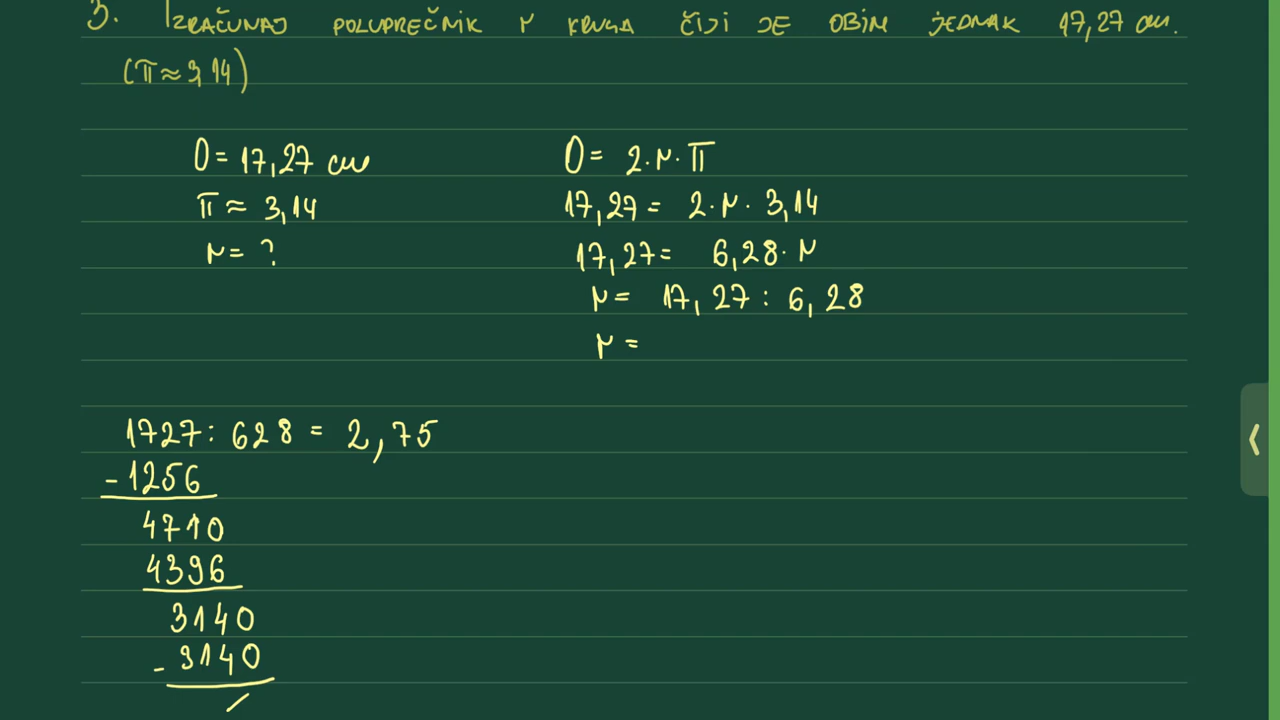 3. IZRAČUNAJ POLUPREČNIK r KRUGA ČIJI JE OBIM JEDNAK 17,27 cm.
(π ≈ 3,14)
O = 17,27 cm
π ≈ 3,14
r = ?
O = 2·r·π
17,27 = 2·r·3,14
17,27 = 6,28·r
r = 17,27 : 6,28
r =
1727 : 628 = 2,75
-1256
4710
4396
3140
-3140